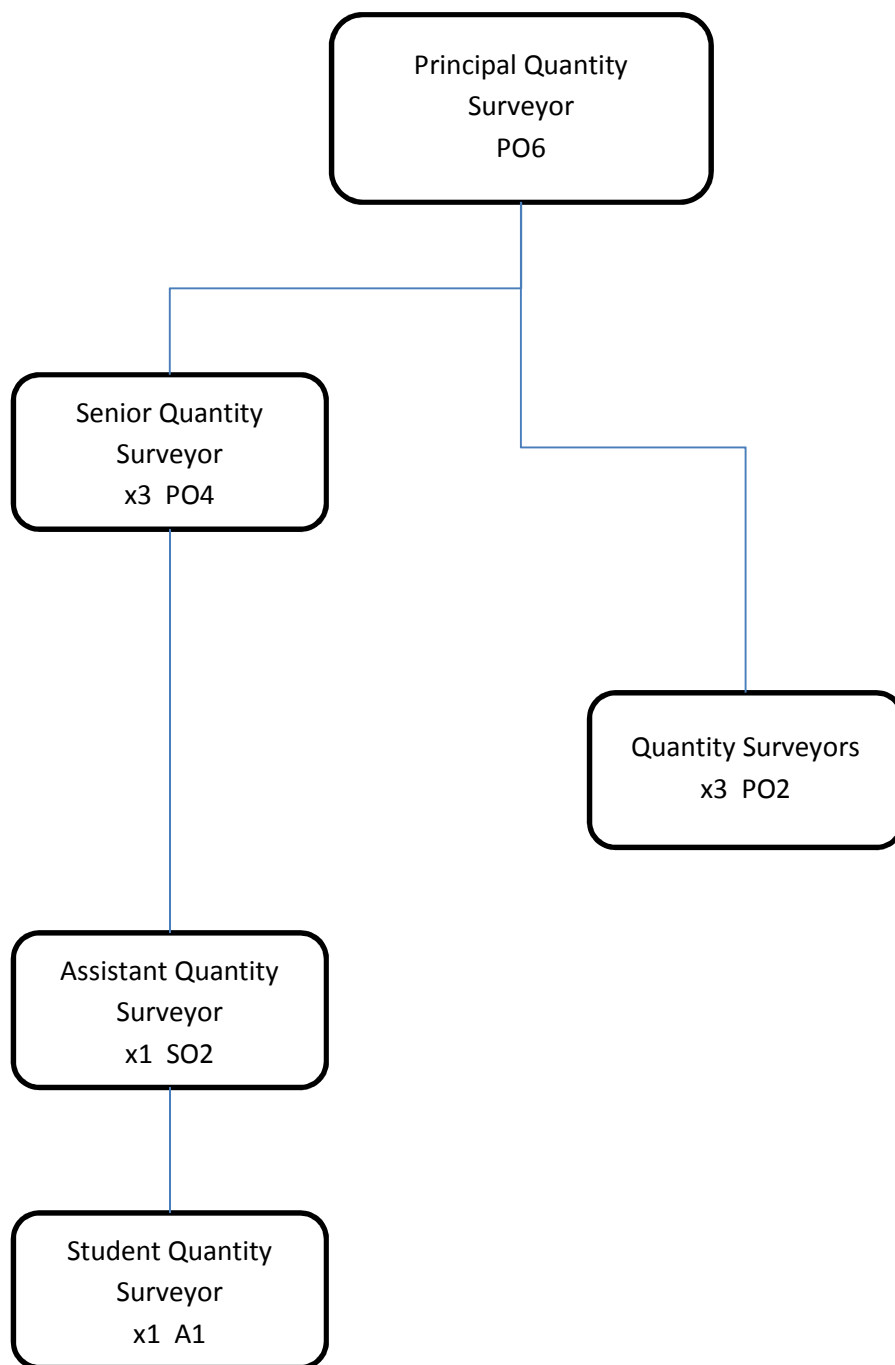 Principal Quantity
Surveyor
PO6
Senior Quantity
Surveyor
x3  PO4
Quantity Surveyors
x3  PO2
Assistant Quantity
Surveyor
x1  SO2
Student Quantity
Surveyor
x1  A1